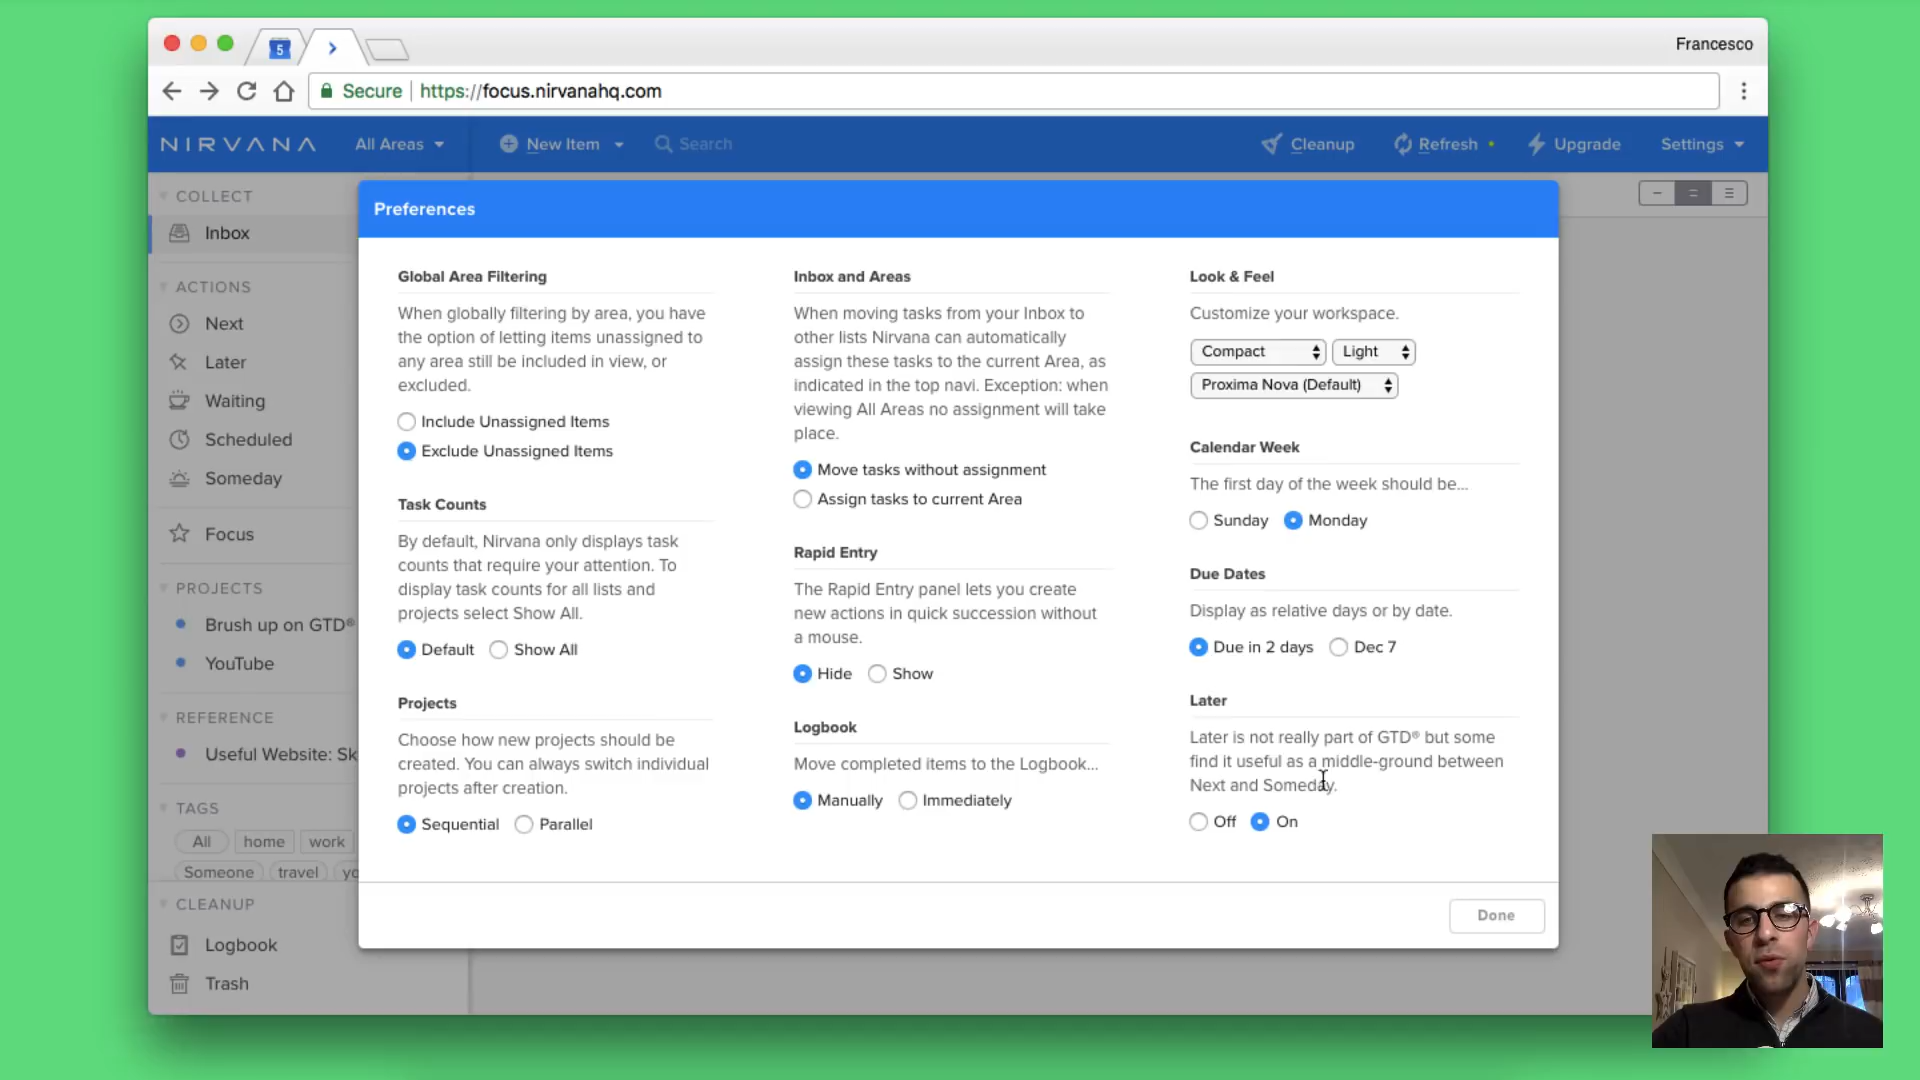 Francesco
5
Secure https://focus.nirvanahq.com
NIRVANA
All Areas
New Item
Search
Cleanup
Refresh
Upgrade
Settings
COLLECT
Inbox
ACTIONS
Next
Later
Waiting
Scheduled
Someday
Focus
PROJECTS
Brush up on GTD®
YouTube
REFERENCE
Useful Website: Sk
TAGS
All home work
Someone travel yo
CLEANUP
Logbook
Trash
Preferences
Global Area Filtering
When globally filtering by area, you have
the option of letting items unassigned to
any area still be included in view, or
excluded.
Include Unassigned Items
Exclude Unassigned Items
Task Counts
By default, Nirvana only displays task
counts that require your attention. To
display task counts for all lists and
projects select Show All.
Default Show All
Projects
Choose how new projects should be
created. You can always switch individual
projects after creation.
Sequential Parallel
Inbox and Areas
When moving tasks from your Inbox to
other lists Nirvana can automatically
assign these tasks to the current Area, as
indicated in the top navi. Exception: when
viewing All Areas no assignment will take
place.
Move tasks without assignment
Assign tasks to current Area
Rapid Entry
The Rapid Entry panel lets you create
new actions in quick succession without
a mouse.
Hide Show
Logbook
Move completed items to the Logbook...
Manually Immediately
Look & Feel
Customize your workspace.
Compact Light
Proxima Nova (Default)
Calendar Week
The first day of the week should be...
Sunday Monday
Due Dates
Display as relative days or by date.
Due in 2 days Dec 7
Later
Later is not really part of GTD® but some
find it useful as a middle-ground between
Next and Someday.
Off On
Done